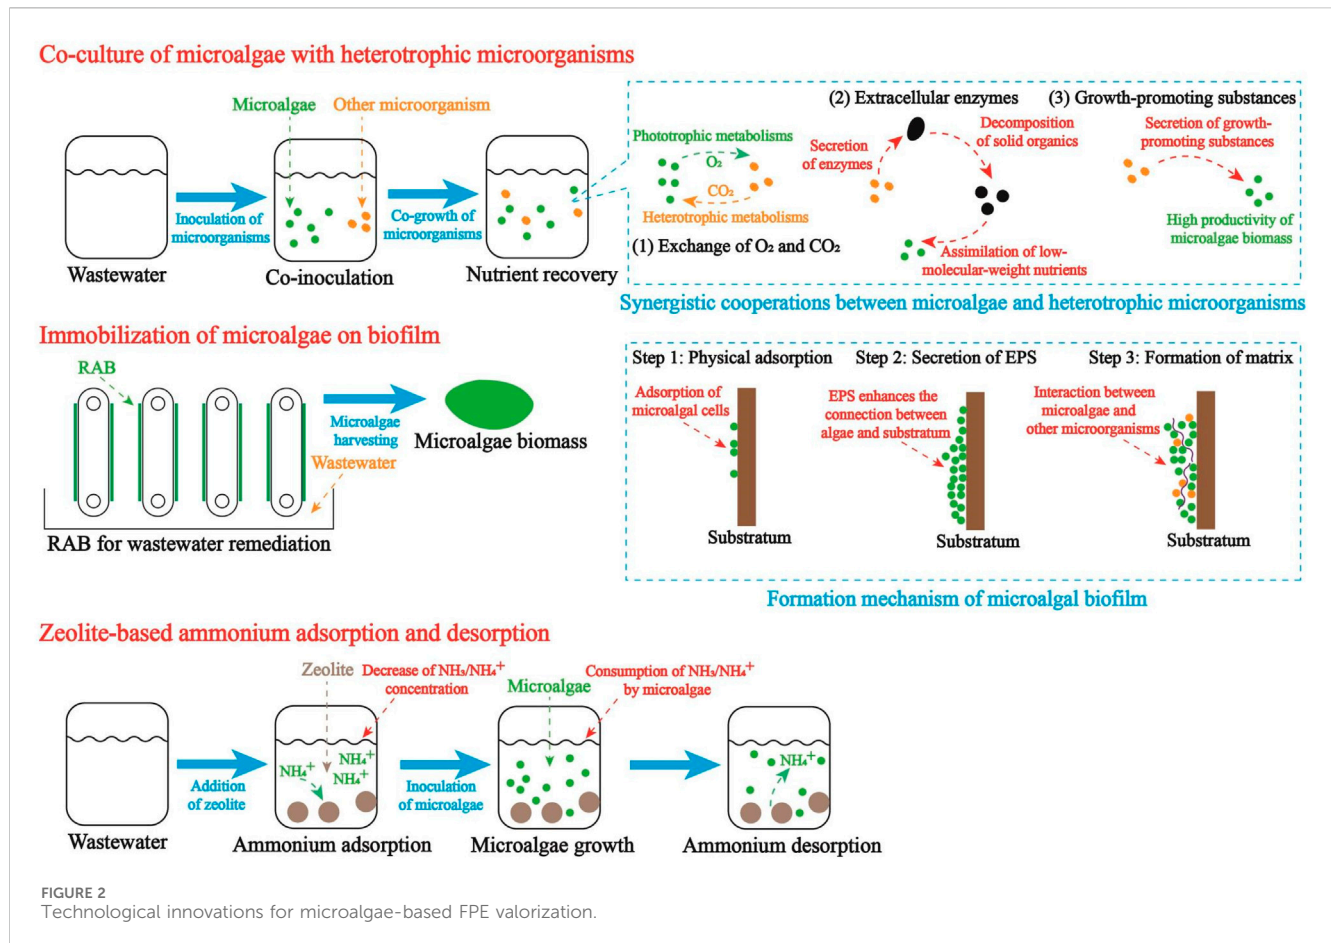 Co-culture of microalgae with heterotrophic microorganisms
Microalgae
Other microorganism
Inoculation of
microorganisms
Co-growth of
microorganisms
Wastewater
Co-inoculation
Nutrient recovery
Phototrophic metabolisms
O₂
CO₂
Heterotrophic metabolisms
(1) Exchange of O₂ and CO₂
(2) Extracellular enzymes
Secretion
of enzymes
Decomposition
of solid organics
Assimilation of low-
molecular-weight nutrients
(3) Growth-promoting substances
Secretion of growth-
promoting substances
High productivity of
microalgae biomass
Synergistic cooperations between microalgae and heterotrophic microorganisms
Immobilization of microalgae on biofilm
RAB
Microalgae
harvesting
Wastewater
Microalgae biomass
RAB for wastewater remediation
Step 1: Physical adsorption
Adsorption of
microalgal cells
Substratum
Step 2: Secretion of EPS
EPS enhances the
connection between
algae and substratum
Substratum
Step 3: Formation of matrix
Interaction between
microalgae and
other microorganisms
Substratum
Formation mechanism of microalgal biofilm
Zeolite-based ammonium adsorption and desorption
Zeolite
Decrease of NH₃/NH₄⁺
concentration
Microalgae
Consumption of NH₃/NH₄⁺
by microalgae
NH₄⁺
NH₄⁺
NH₄⁺
NH₄⁺
Addition
of zeolite
Inoculation
of microalgae
Wastewater
Ammonium adsorption
Microalgae growth
Ammonium desorption
FIGURE 2
Technological innovations for microalgae-based FPE valorization.